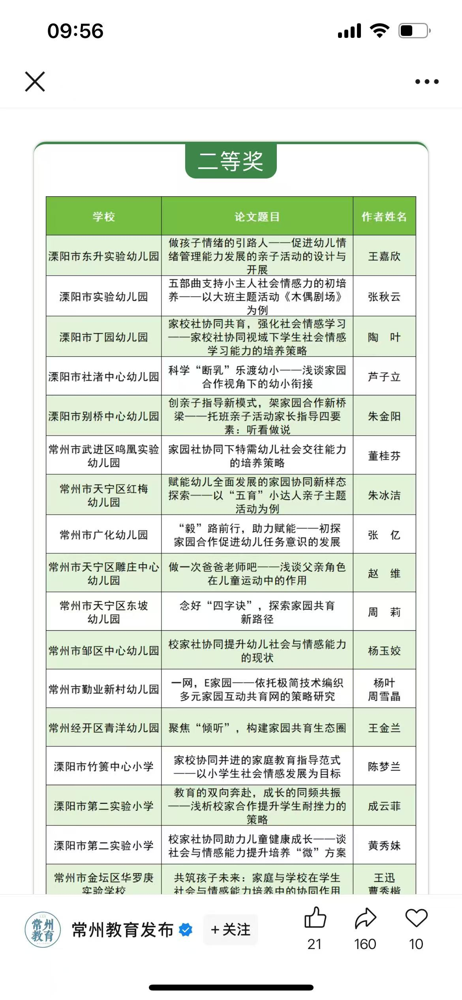 09:56
二等奖
学校 论文题目 作者姓名
溧阳市东升实验幼儿园
做孩子情绪的引路人——促进幼儿情
绪管理能力发展的亲子活动的设计与
开展
王嘉欣
溧阳市实验幼儿园
五部曲支持小主人社会情感力的初培
养——以大班主题活动《木偶剧场》
为例
张秋云
溧阳市丁园幼儿园
家校社协同共育，强化社会情感学习
——家校社协同视域下学生社会情感
学习能力的培养策略
陶 叶
溧阳市社渚中心幼儿园
科学“断乳”乐渡幼小——浅谈家园
合作视角下的幼小衔接
芦子立
溧阳市别桥中心幼儿园
创亲子指导新模式，架家园合作新桥
梁——托班亲子活动家长指导四要
素：听看做说
朱金阳
常州市武进区鸣凰实验
幼儿园
家园社协同下特需幼儿社会交往能力
的培养策略
董桂芬
常州市天宁区红梅
幼儿园
赋能幼儿全面发展的家园协同新样态
探索——以“五育”小达人亲子主题
活动为例
朱冰洁
常州市广化幼儿园
“毅”路前行，助力赋能——初探
家园合作促进幼儿任务意识的发展
张 亿
常州市天宁区雕庄中心
幼儿园
做一次爸爸老师吧——浅谈父亲角色
在儿童运动中的作用
赵 维
常州市天宁区东坡
幼儿园
念好“四字诀”，探索家园共育
新路径
周 莉
常州市邹区中心幼儿园
校家社协同提升幼儿社会与情感能力
的现状
杨玉姣
常州市勤业新村幼儿园
一网，E家园——依托极简技术编织
多元家园互动共育网的策略研究
杨叶
周雪晶
常州经开区青洋幼儿园
聚焦“倾听”，构建家园共育生态圈
王金兰
溧阳市竹箦中心小学
家校协同并进的家庭教育指导范式
——以小学生社会情感发展为目标
陈梦兰
溧阳市第二实验小学
教育的双向奔赴，成长的同频共振
——浅析校家合作提升学生耐挫力的
策略
成云菲
溧阳市第二实验小学
校家社协同助力儿童健康成长——谈
社会与情感能力提升培养“微”方案
黄秀妹
常州市金坛区华罗庚
实验学校
共筑孩子未来：家庭与学校在学生
社会与情感能力培养中的协同作用
王迅
曹秀楷
常州
教育
常州教育发布
+关注
21 160 10